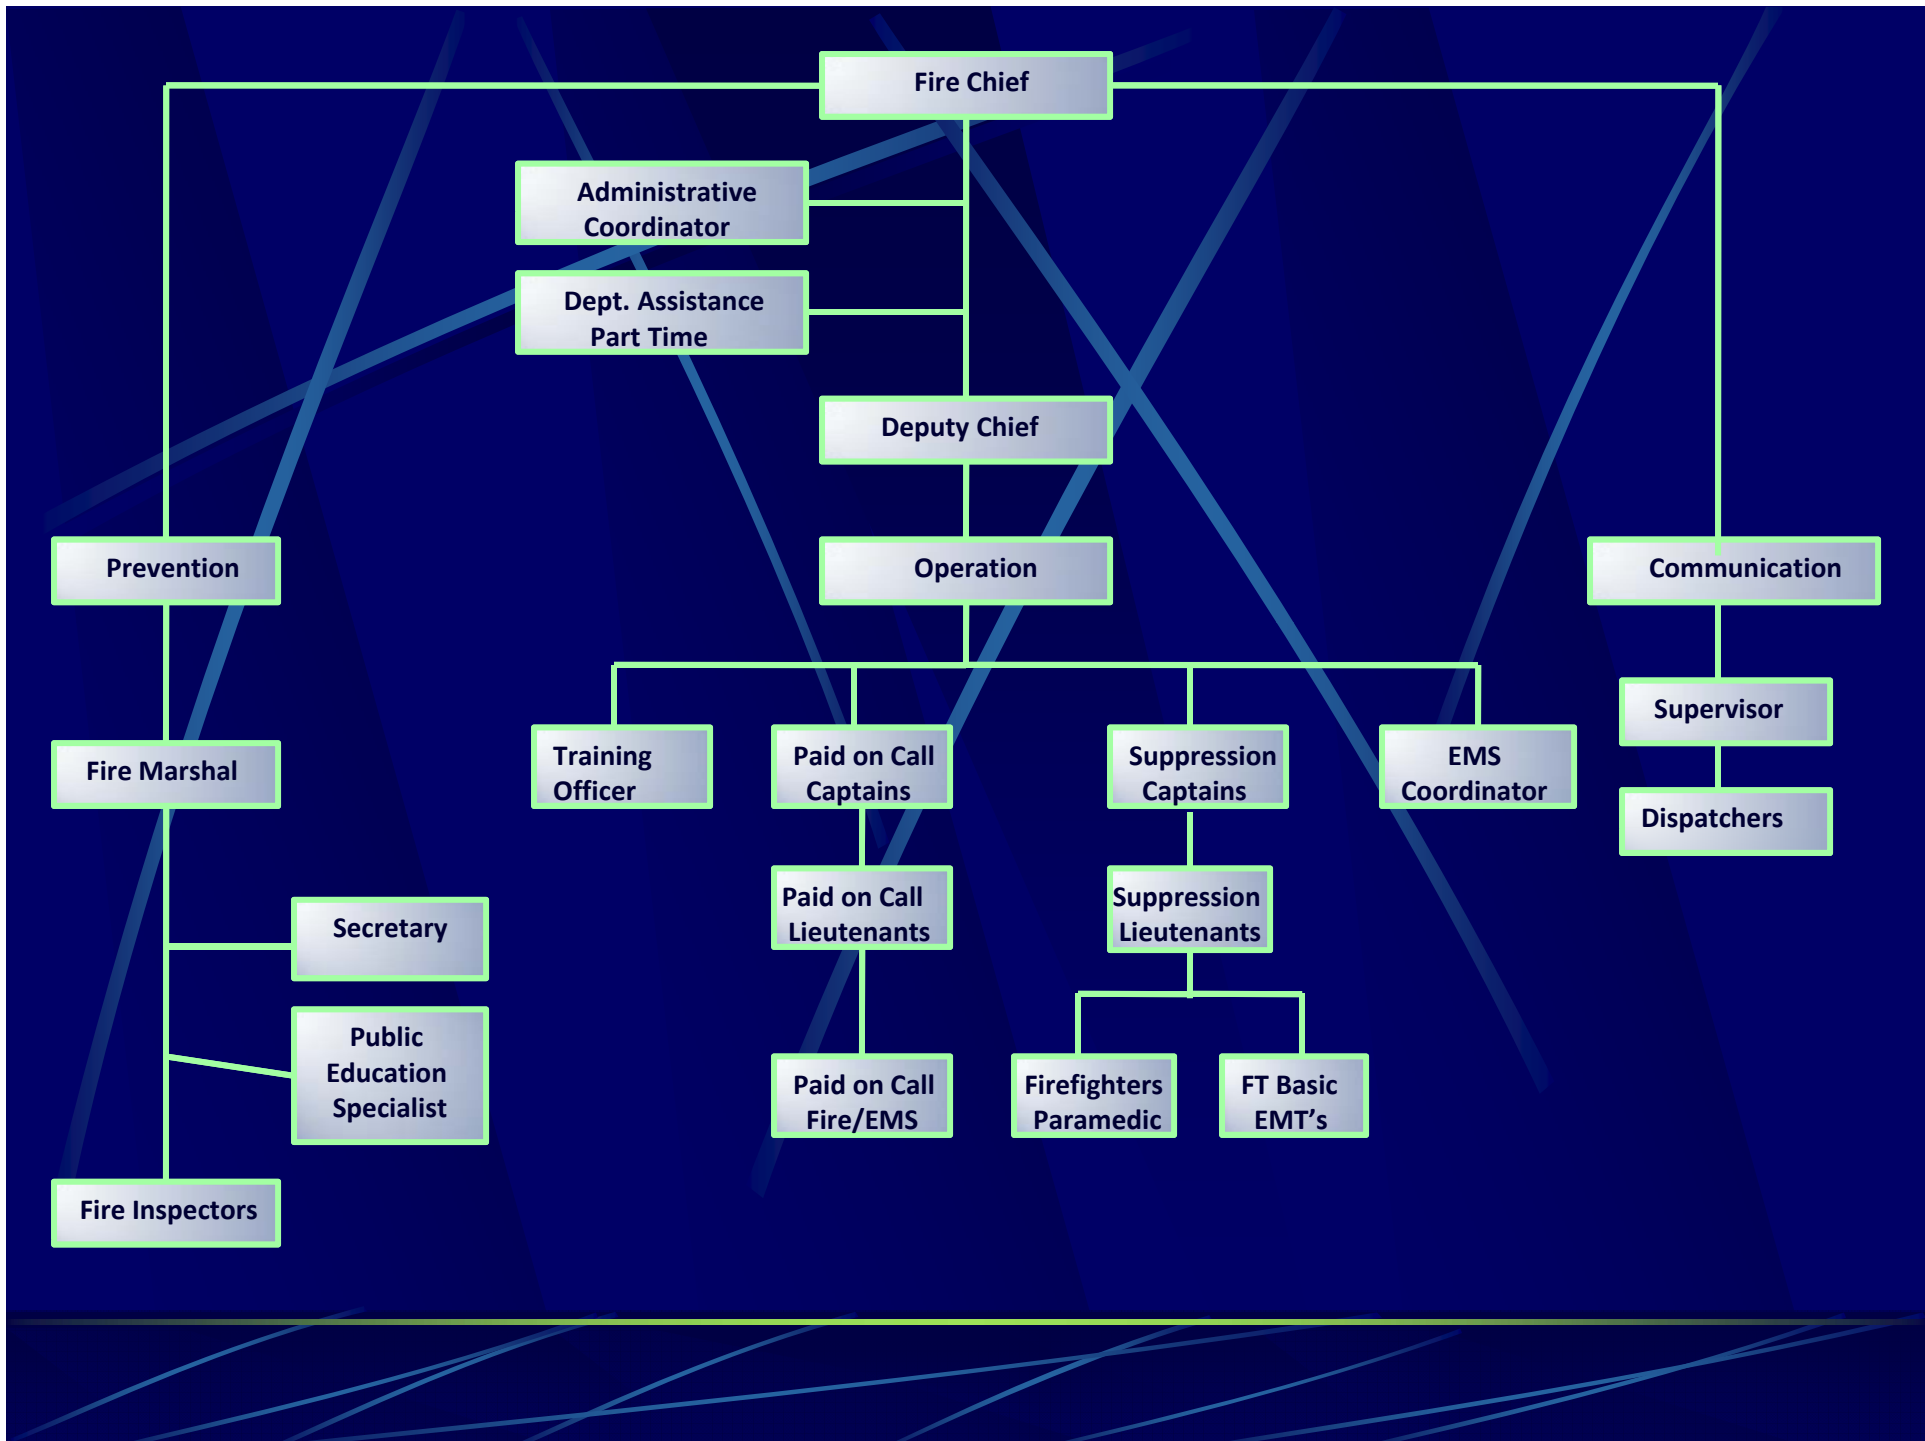 Fire Chief
Administrative
Coordinator
Dept. Assistance
Part Time
Deputy Chief
Prevention
Operation
Communication
Fire Marshal
Training
Officer
Paid on Call
Captains
Suppression
Captains
EMS
Coordinator
Supervisor
Dispatchers
Secretary
Paid on Call
Lieutenants
Suppression
Lieutenants
Public
Education
Specialist
Paid on Call
Fire/EMS
Firefighters
Paramedic
FT Basic
EMT’s
Fire Inspectors